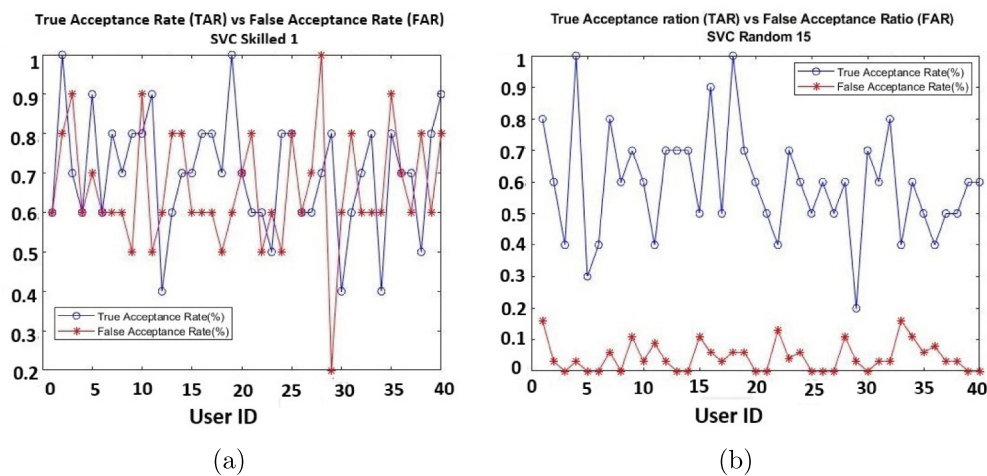 True Acceptance Rate (TAR) vs False Acceptance Rate (FAR)
SVC Skilled 1
1
0.9
0.8
0.7
0.6
0.5
0.4
0.3
0.2
True Acceptance Rate(%)
False Acceptance Rate(%)
0 5 10 15 20 25 30 35 40
User ID
(a)
True Acceptance ration (TAR) vs False Acceptance Ratio (FAR)
SVC Random 15
1
0.9
0.8
0.7
0.6
0.5
0.4
0.3
0.2
0.1
0
True Acceptance Rate(%)
False Acceptance Rate(%)
0 5 10 15 20 25 30 35 40
User ID
(b)